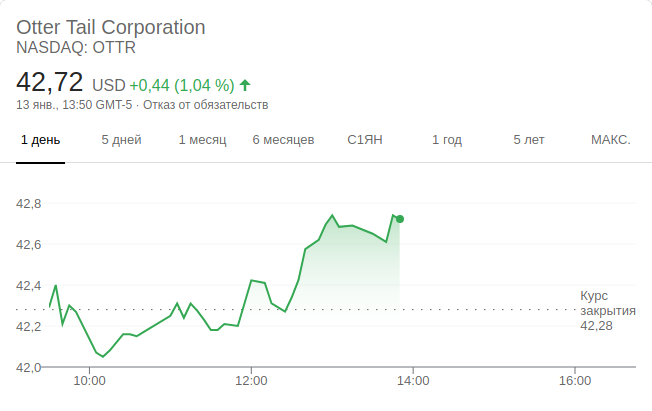 Otter Tail Corporation
NASDAQ: OTTR
42,72 USD +0,44 (1,04 %)
13 янв., 13:50 GMT-5 · Отказ от обязательств
1 день 5 дней 1 месяц 6 месяцев С1ЯН 1 год 5 лет МАКС.
42,8
42,6
42,4
Курс
закрытия
42,28
42,2
42,0
10:00 12:00 14:00 16:00